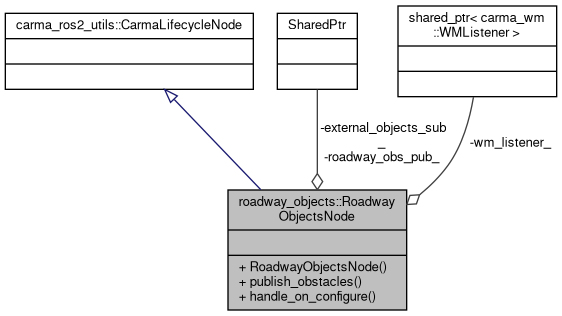 carma_ros2_utils::CarmaLifecycleNode
SharedPtr
shared_ptr< carma_wm
::WMListener >
-external_objects_sub
_
-roadway_obs_pub_
-wm_listener_
roadway_objects::Roadway
ObjectsNode
+ RoadwayObjectsNode()
+ publish_obstacles()
+ handle_on_configure()